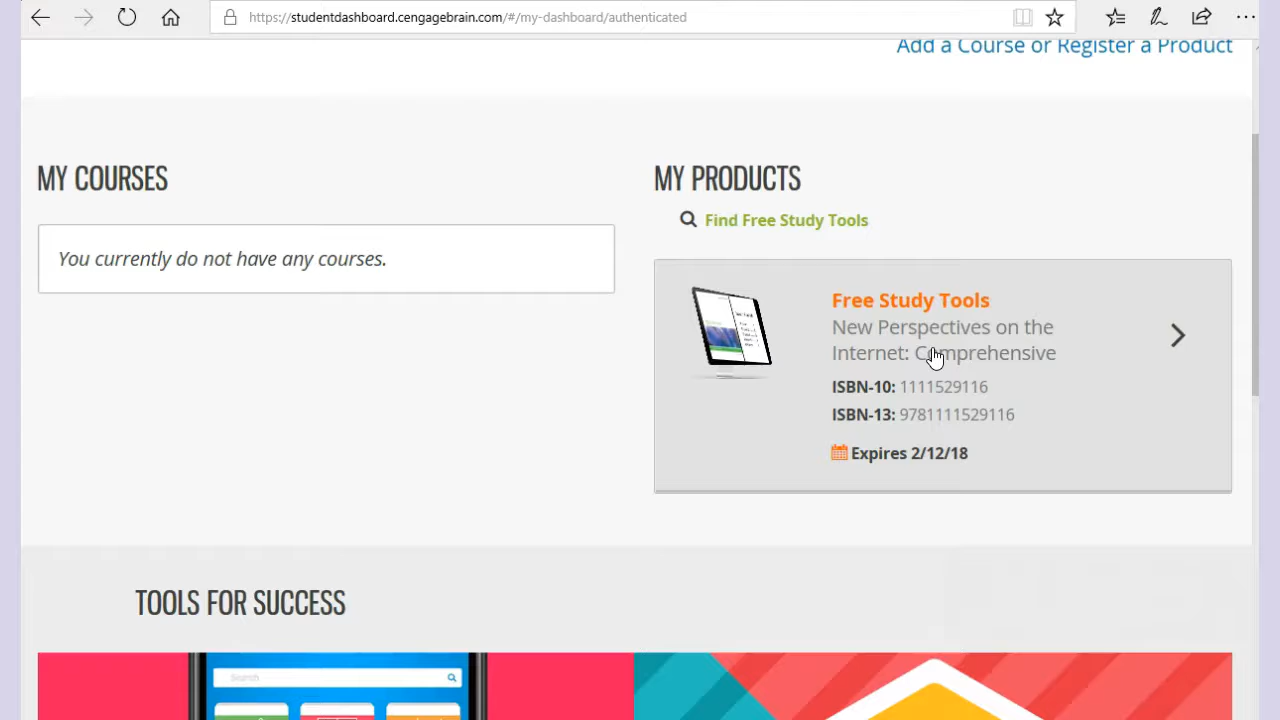 https://studentdashboard.cengagebrain.com/#/my-dashboard/authenticated
Add a Course or Register a Product
MY COURSES
You currently do not have any courses.
MY PRODUCTS
Find Free Study Tools
Free Study Tools
New Perspectives on the
Internet: Comprehensive
ISBN-10: 1111529116
ISBN-13: 9781111529116
Expires 2/12/18
TOOLS FOR SUCCESS
Search